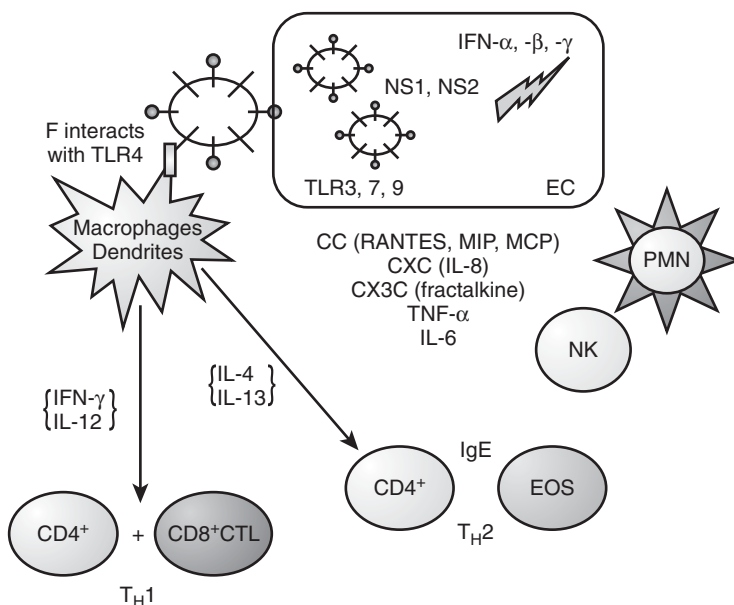 IFN-α, -β, -γ
NS1, NS2
F interacts
with TLR4
TLR3, 7, 9
EC
Macrophages
Dendrites
CC (RANTES, MIP, MCP)
CXC (IL-8)
CX3C (fractalkine)
TNF-α
IL-6
PMN
NK
{IFN-γ}
{IL-12}
{IL-4}
{IL-13}
CD4⁺
IgE
EOS
T_H2
CD4⁺ + CD8⁺CTL
T_H1